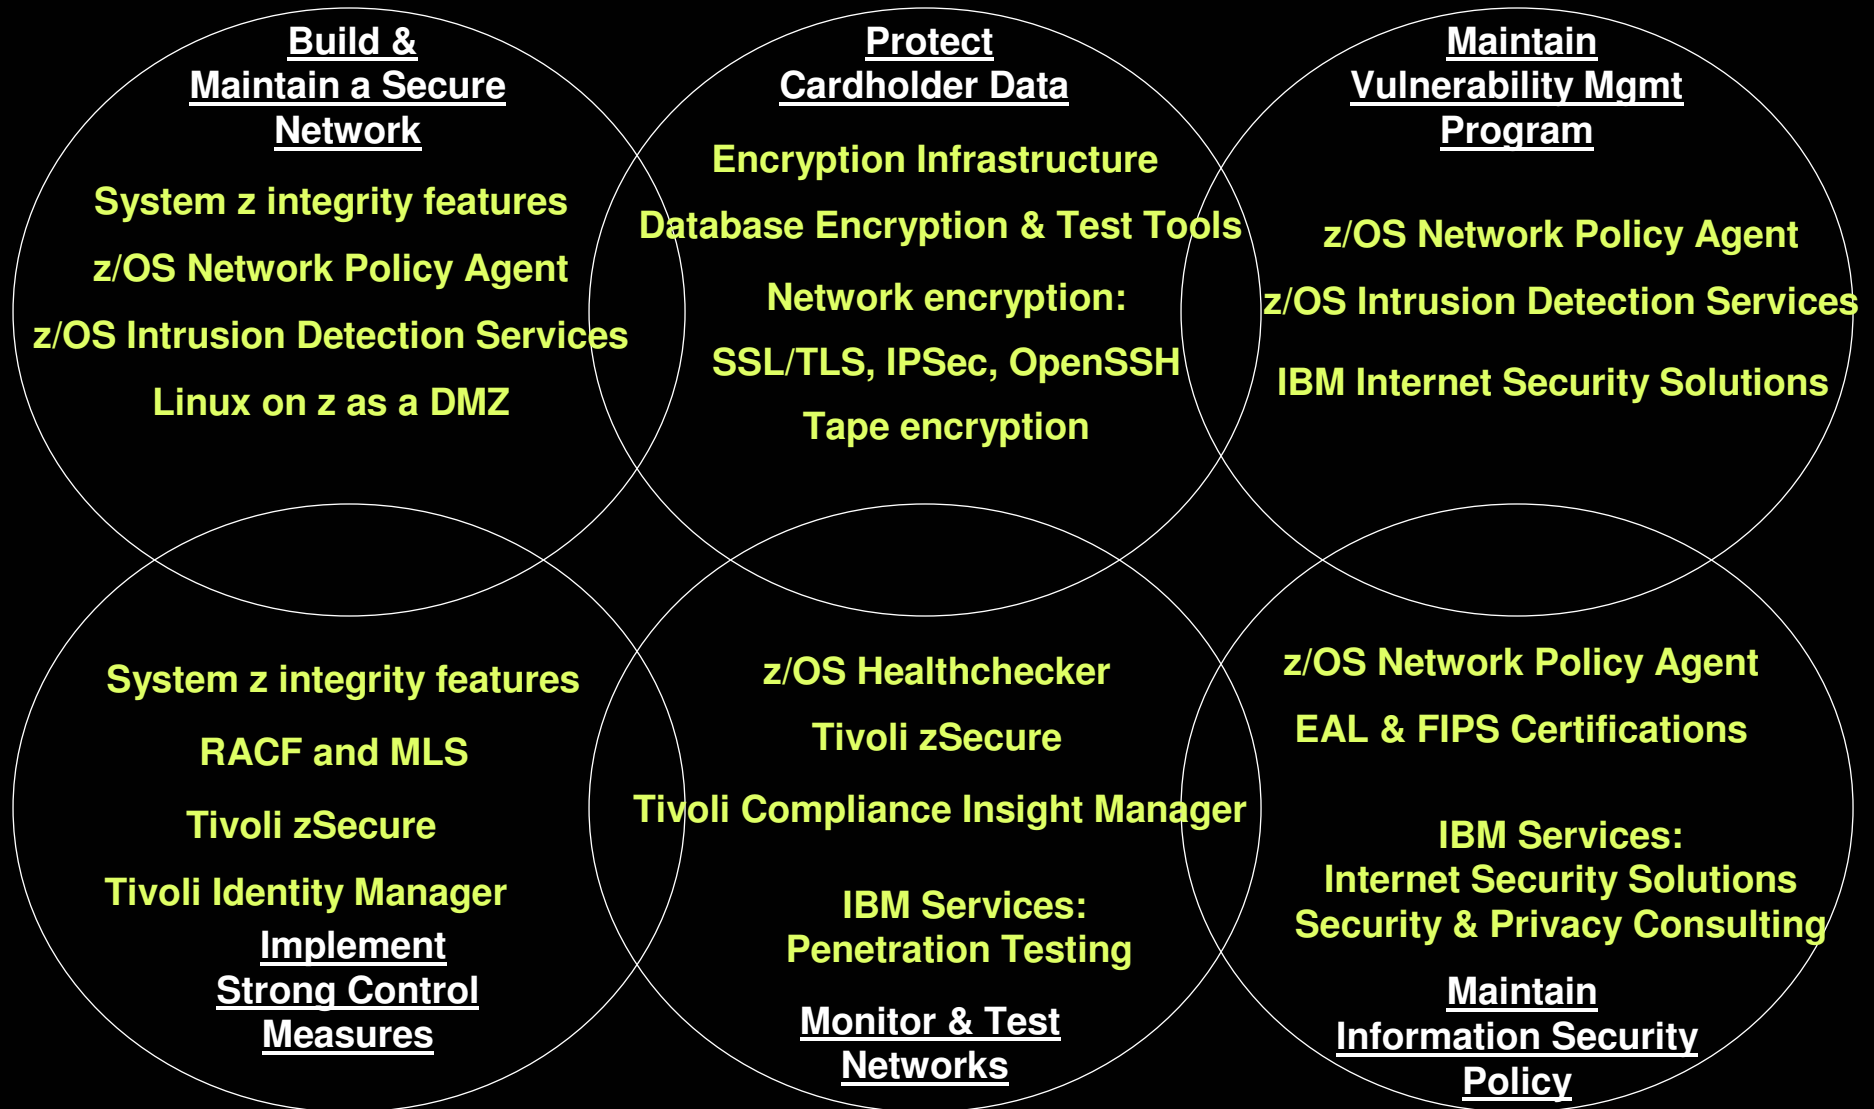 Build &
Maintain a Secure
Network
System z integrity features
z/OS Network Policy Agent
z/OS Intrusion Detection Services
Linux on z as a DMZ
Protect
Cardholder Data
Encryption Infrastructure
Database Encryption & Test Tools
Network encryption:
SSL/TLS, IPSec, OpenSSH
Tape encryption
Maintain
Vulnerability Mgmt
Program
z/OS Network Policy Agent
z/OS Intrusion Detection Services
IBM Internet Security Solutions
System z integrity features
RACF and MLS
Tivoli zSecure
Tivoli Identity Manager
Implement
Strong Control
Measures
z/OS Healthchecker
Tivoli zSecure
Tivoli Compliance Insight Manager
IBM Services:
Penetration Testing
Monitor & Test
Networks
z/OS Network Policy Agent
EAL & FIPS Certifications
IBM Services:
Internet Security Solutions
Security & Privacy Consulting
Maintain
Information Security
Policy